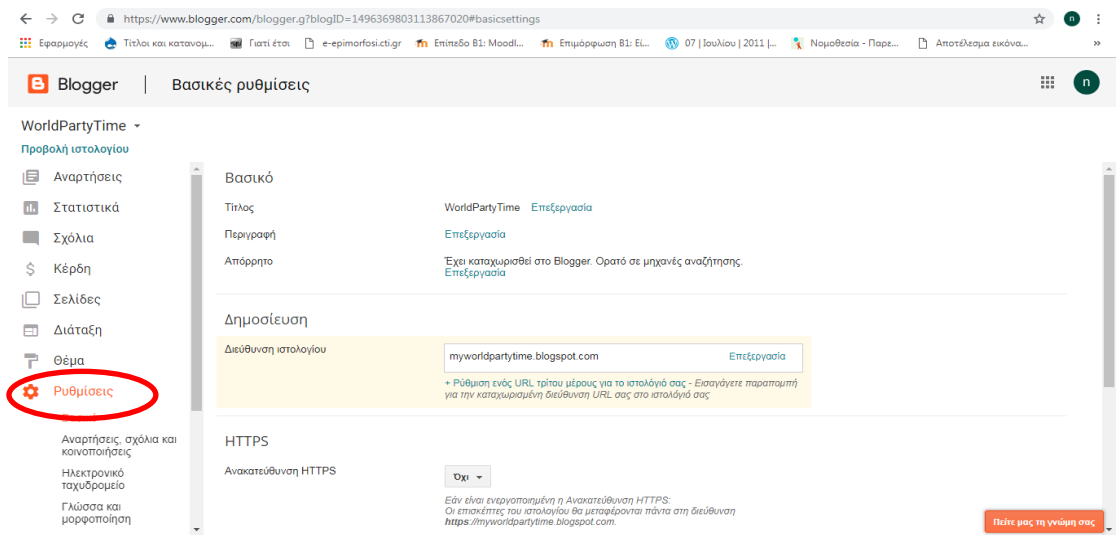 https://www.blogger.com/blogger.g?blogID=1496369803113867020#basicsettings
n
Εφαρμογές Τίτλοι και κατανομ... Γιατί έτσι e-epimorfosi.cti.gr Επίπεδο Β1: Moodl... Επιμόρφωση Β1: Εί... 07 | Ιουλίου | 2011 |... Νομοθεσία - Παρε... Αποτέλεσμα εικόνα... »
Blogger | Βασικές ρυθμίσεις
n
WorldPartyTime
Προβολή ιστολογίου
Αναρτήσεις
Στατιστικά
Σχόλια
Κέρδη
Σελίδες
Διάταξη
Θέμα
Ρυθμίσεις
Αναρτήσεις, σχόλια και
κοινοποιήσεις
Ηλεκτρονικό
ταχυδρομείο
Γλώσσα και
μορφοποίηση
Βασικό
Τίτλος WorldPartyTime Επεξεργασία
Περιγραφή Επεξεργασία
Απόρρητο Έχει καταχωρισθεί στο Blogger. Ορατό σε μηχανές αναζήτησης.
Επεξεργασία
Δημοσίευση
Διεύθυνση ιστολογίου myworldpartytime.blogspot.com Επεξεργασία
+ Ρύθμιση ενός URL τρίτου μέρους για το ιστολόγιό σας - Εισαγάγετε παραπομπή
για την καταχωρισμένη διεύθυνση URL σας στο ιστολόγιό σας
HTTPS
Ανακατεύθυνση HTTPS Όχι
Εάν είναι ενεργοποιημένη η Ανακατεύθυνση HTTPS:
Οι επισκέπτες του ιστολογίου θα μεταφέρονται πάντα στη διεύθυνση
https://myworldpartytime.blogspot.com.
Πείτε μας τη γνώμη σας